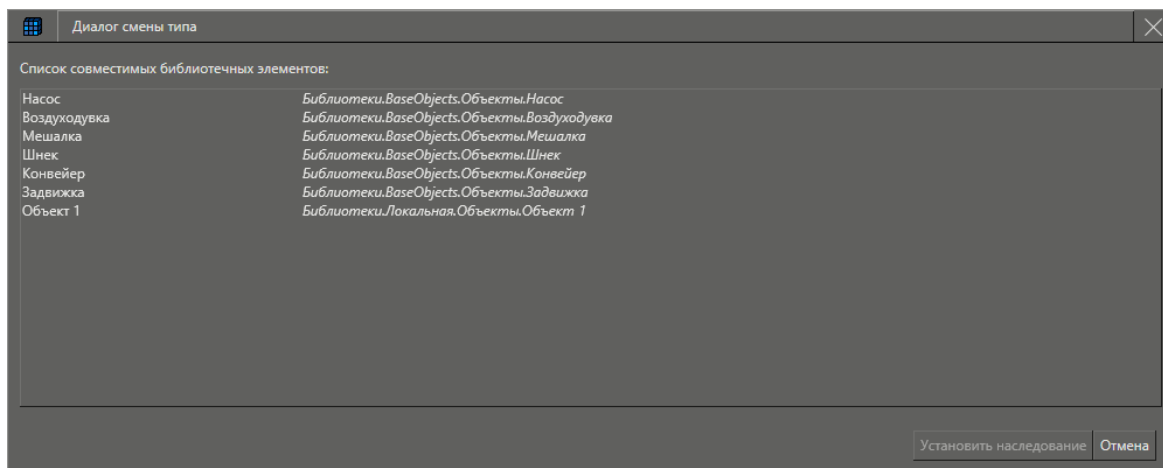 Диалог смены типа
Список совместимых библиотечных элементов:
Насос Библиотеки.BaseObjects.Объекты.Насос
Воздуходувка Библиотеки.BaseObjects.Объекты.Воздуходувка
Мешалка Библиотеки.BaseObjects.Объекты.Мешалка
Шнек Библиотеки.BaseObjects.Объекты.Шнек
Конвейер Библиотеки.BaseObjects.Объекты.Конвейер
Задвижка Библиотеки.BaseObjects.Объекты.Задвижка
Объект 1 Библиотеки.Локальная.Объекты.Объект 1
Установить наследование Отмена